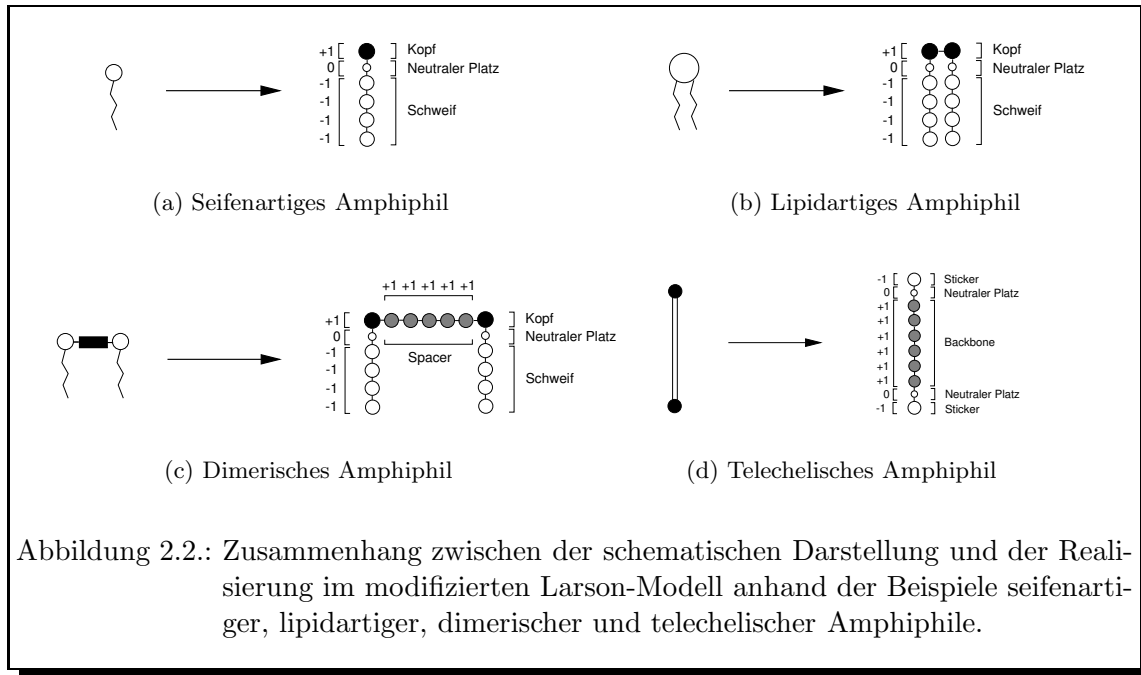 +1 Kopf
0 Neutraler Platz
-1
-1
-1
-1
Schweif
(a) Seifenartiges Amphiphil
+1 Kopf
0 Neutraler Platz
-1
-1
-1
-1
Schweif
(b) Lipidartiges Amphiphil
+1 +1 +1 +1 +1
+1 Kopf
0 Neutraler Platz
-1
Spacer
-1
-1
-1
Schweif
(c) Dimerisches Amphiphil
-1 Sticker
0 Neutraler Platz
+1
+1
+1
+1
+1
+1
Backbone
0 Neutraler Platz
-1 Sticker
(d) Telechelisches Amphiphil
Abbildung 2.2.: Zusammenhang zwischen der schematischen Darstellung und der Reali-
sierung im modifizierten Larson-Modell anhand der Beispiele seifenarti-
ger, lipidartiger, dimerischer und telechelischer Amphiphile.